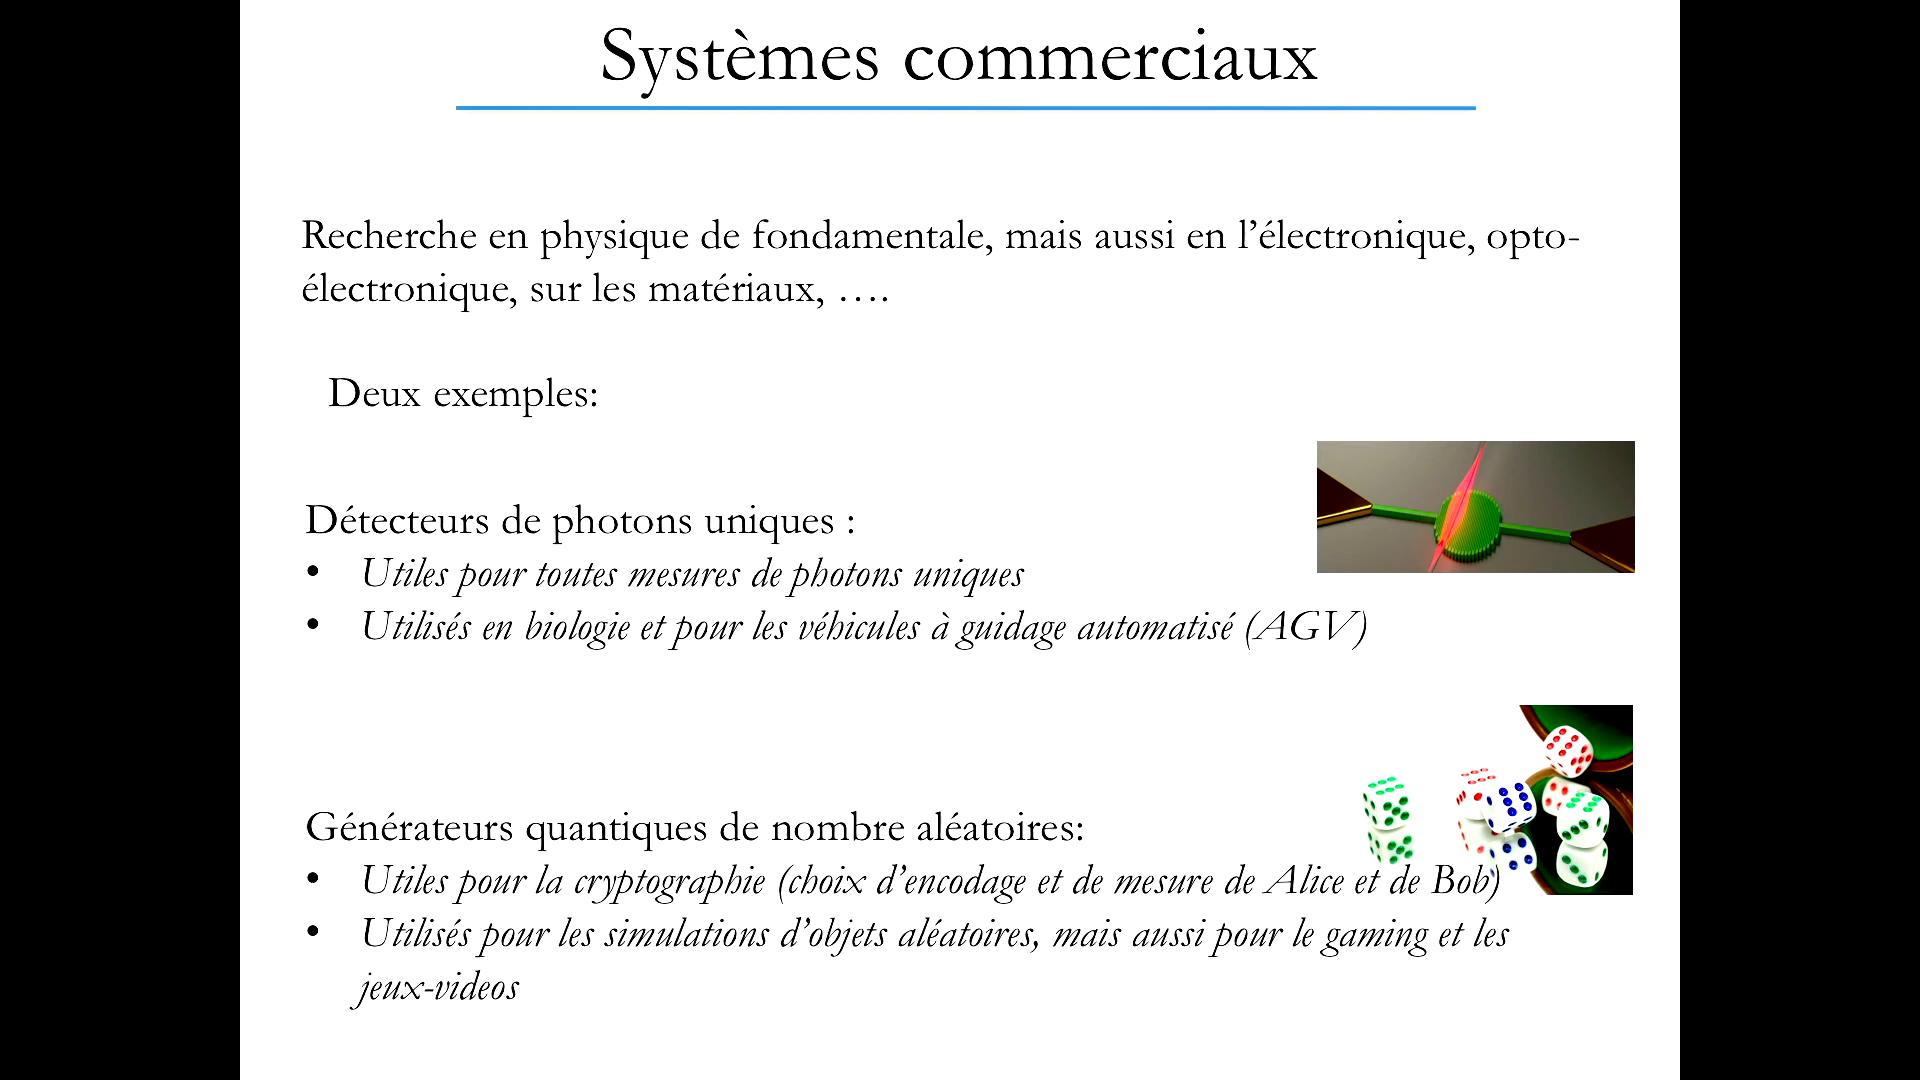 Systèmes commerciaux
Recherche en physique de fondamentale, mais aussi en l’électronique, opto-
électronique, sur les matériaux, ….
Deux exemples:
Détecteurs de photons uniques :
• Utiles pour toutes mesures de photons uniques
• Utilisés en biologie et pour les véhicules à guidage automatisé (AGV)
Générateurs quantiques de nombre aléatoires:
• Utiles pour la cryptographie (choix d’encodage et de mesure de Alice et de Bob)
• Utilisés pour les simulations d’objets aléatoires, mais aussi pour le gaming et les
jeux-videos